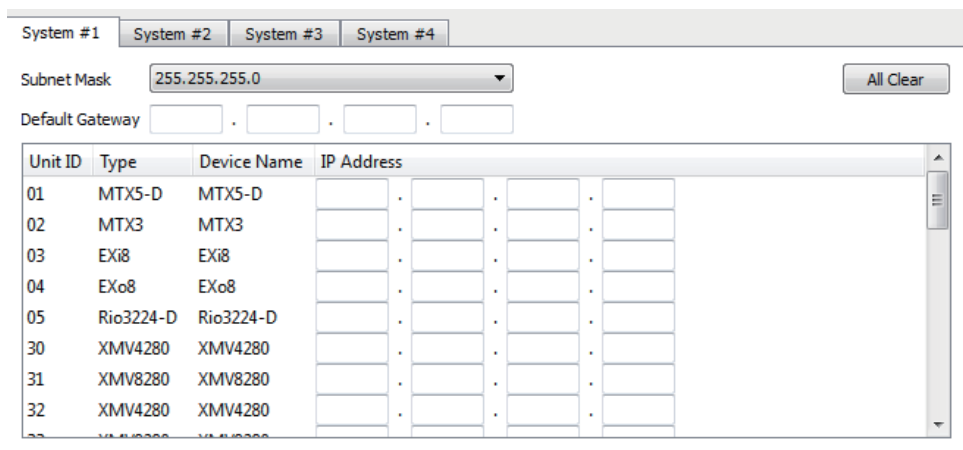 System #1 System #2 System #3 System #4
Subnet Mask 255.255.255.0 All Clear
Default Gateway . . .
Unit ID Type Device Name IP Address
01 MTX5-D MTX5-D . . .
02 MTX3 MTX3 . . .
03 EXi8 EXi8 . . .
04 EXo8 EXo8 . . .
05 Rio3224-D Rio3224-D . . .
30 XMV4280 XMV4280 . . .
31 XMV8280 XMV8280 . . .
32 XMV4280 XMV4280 . . .